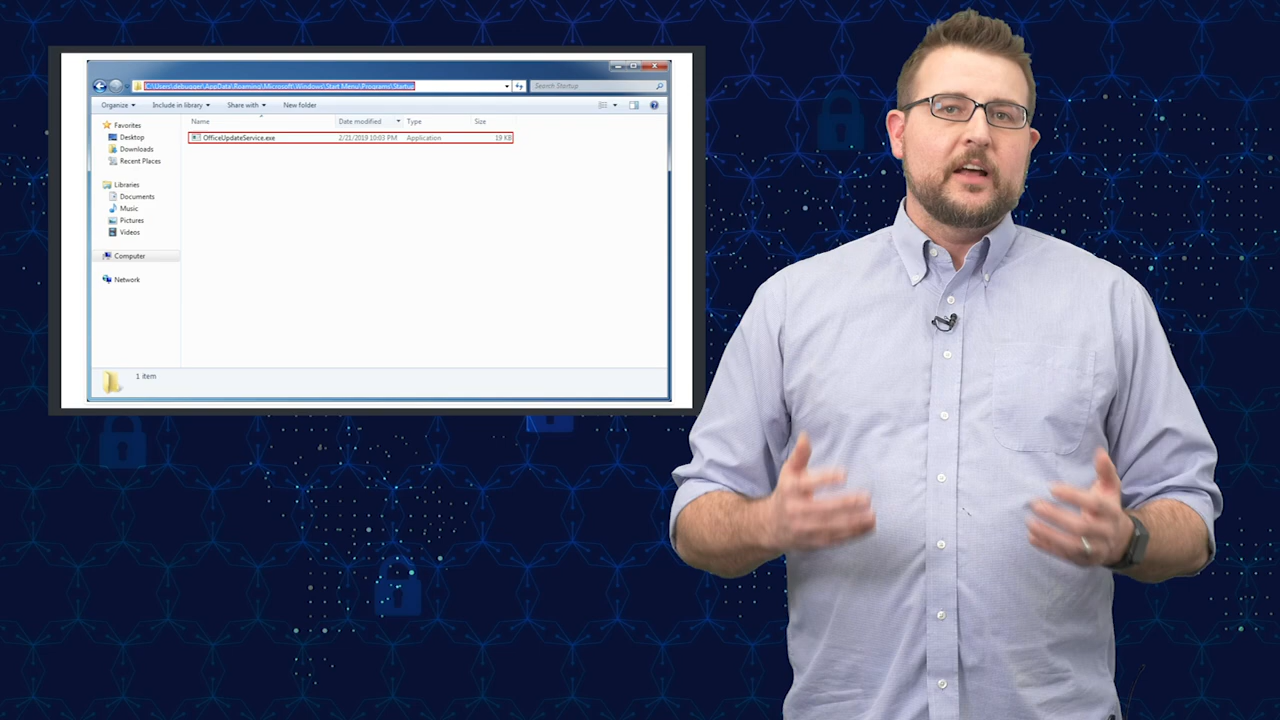 C:\Users\debugger\AppData\Roaming\Microsoft\Windows\Start Menu\Programs\Startup
Search Startup
Organize Include in library Share with New folder
Name Date modified Type Size
OfficeUpdateService.exe 2/21/2019 10:03 PM Application 19 KB
Favorites
Desktop
Downloads
Recent Places
Libraries
Documents
Music
Pictures
Videos
Computer
Network
1 item